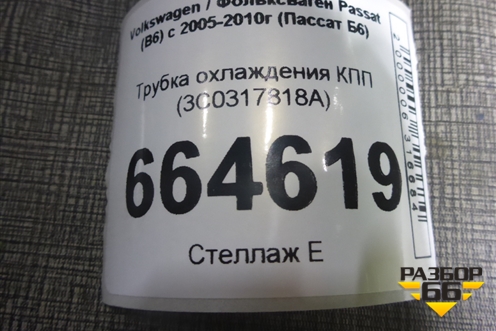 Volkswagen / Фольксваген Passat
(B6) с 2005-2010г (Пассат Б6)
Трубка охлаждения КПП
(3C0317818A)
664619
Стеллаж Е
РАЗБОР
66